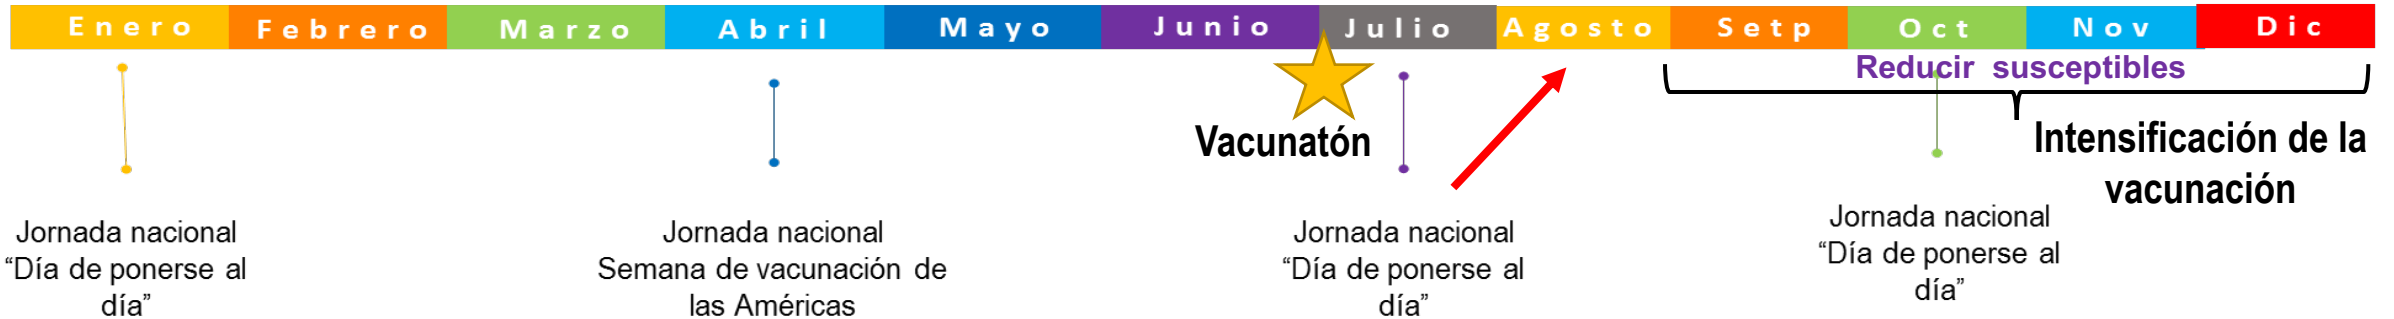 Enero Febrero Marzo Abril Mayo Junio Julio Agosto Setp Oct Nov Dic
Reducir susceptibles
Vacunatón
Intensificación de la
vacunación
Jornada nacional
“Día de ponerse al
día”
Jornada nacional
Semana de vacunación de
las Américas
Jornada nacional
“Día de ponerse al
día”
Jornada nacional
“Día de ponerse al
día”